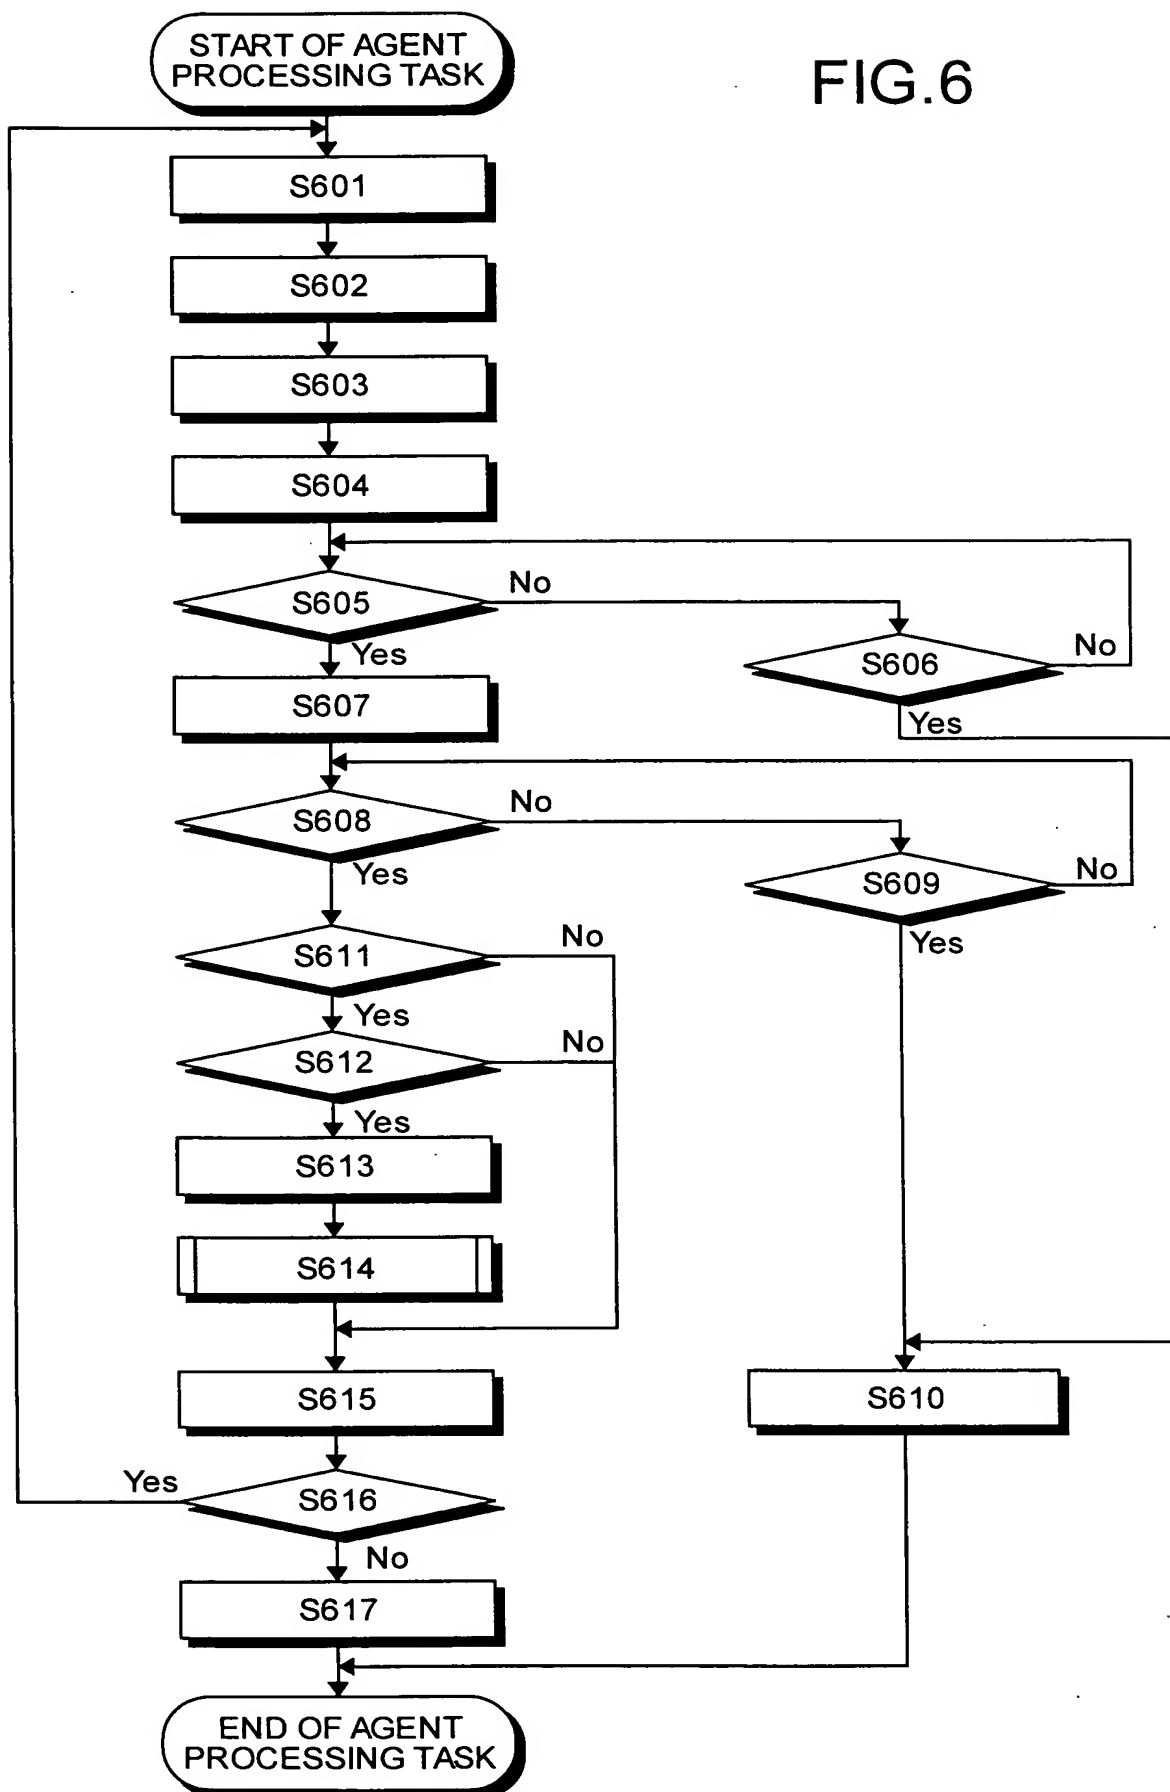 START OF AGENT
PROCESSING TASK
FIG.6
S601
S602
S603
S604
S605
No
Yes
S606
No
Yes
S607
S608
No
Yes
S609
No
Yes
S611
No
Yes
S612
No
Yes
S613
S614
S615
S610
Yes
S616
No
S617
END OF AGENT
PROCESSING TASK